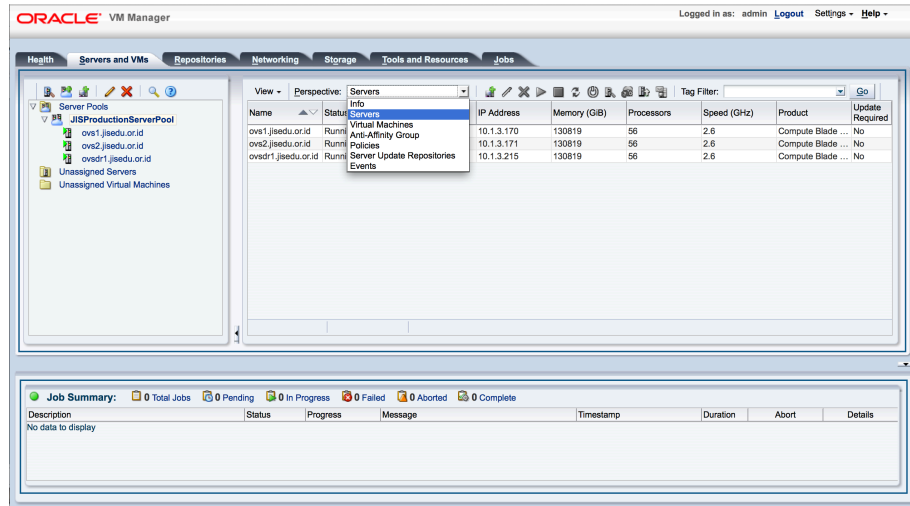 ORACLE VM Manager
Logged in as: admin Logout Settings Help
Health Servers and VMs Repositories Networking Storage Tools and Resources Jobs
View Perspective: Servers Tag Filter: Go
Server Pools
JISProductionServerPool
ovs1.jisedu.or.id
ovs2.jisedu.or.id
ovsdr1.jisedu.or.id
Unassigned Servers
Unassigned Virtual Machines
Info
Servers
Virtual Machines
Anti-Affinity Group
Policies
Server Update Repositories
Events
Name Status IP Address Memory (GiB) Processors Speed (GHz) Product Update Required
ovs1.jisedu.or.id Runni 10.1.3.170 130819 56 2.6 Compute Blade ... No
ovs2.jisedu.or.id Runni 10.1.3.171 130819 56 2.6 Compute Blade ... No
ovsdr1.jisedu.or.id Runni 10.1.3.215 130819 56 2.6 Compute Blade ... No
Job Summary: 0 Total Jobs 0 Pending 0 In Progress 0 Failed 0 Aborted 0 Complete
Description Status Progress Message Timestamp Duration Abort Details
No data to display